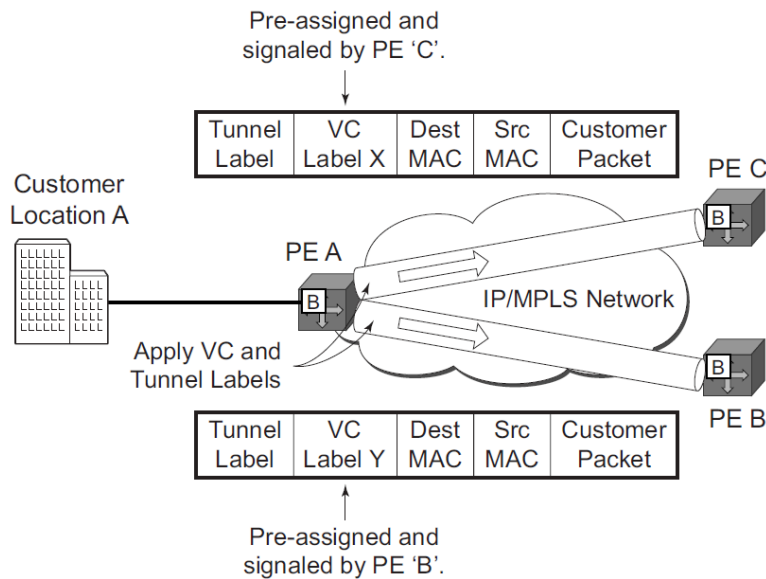 Pre-assigned and
signaled by PE ‘C’.
Tunnel Label
VC Label X
Dest MAC
Src MAC
Customer Packet
PE C
Customer
Location A
PE A
B
B
IP/MPLS Network
Apply VC and
Tunnel Labels
B
PE B
Tunnel Label
VC Label Y
Dest MAC
Src MAC
Customer Packet
Pre-assigned and
signaled by PE ‘B’.